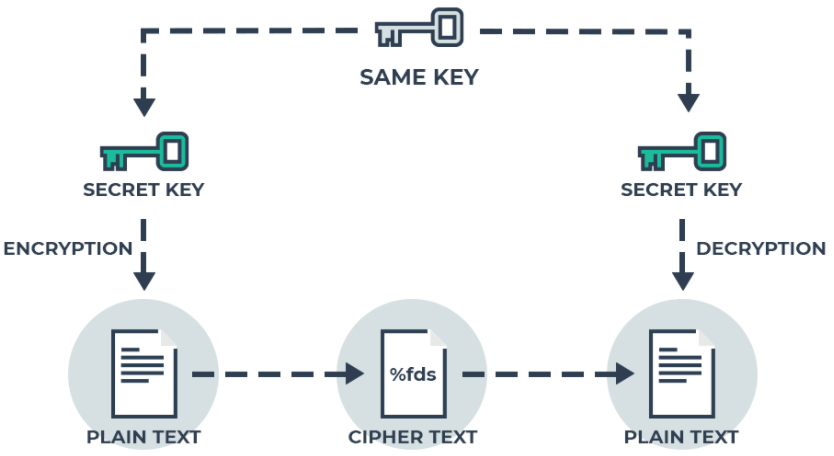 SAME KEY
SECRET KEY
SECRET KEY
ENCRYPTION
DECRYPTION
%fds
PLAIN TEXT
CIPHER TEXT
PLAIN TEXT